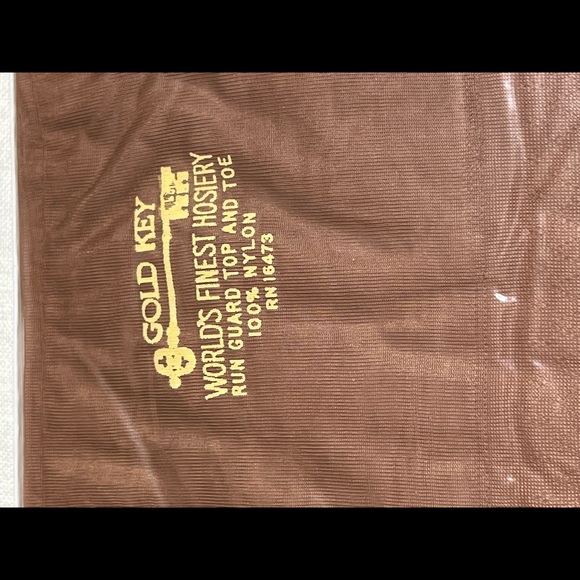 GOLD KEY
WORLD'S FINEST HOSIERY
RUN GUARD TOP AND TOE
100% NYLON
RN 16473